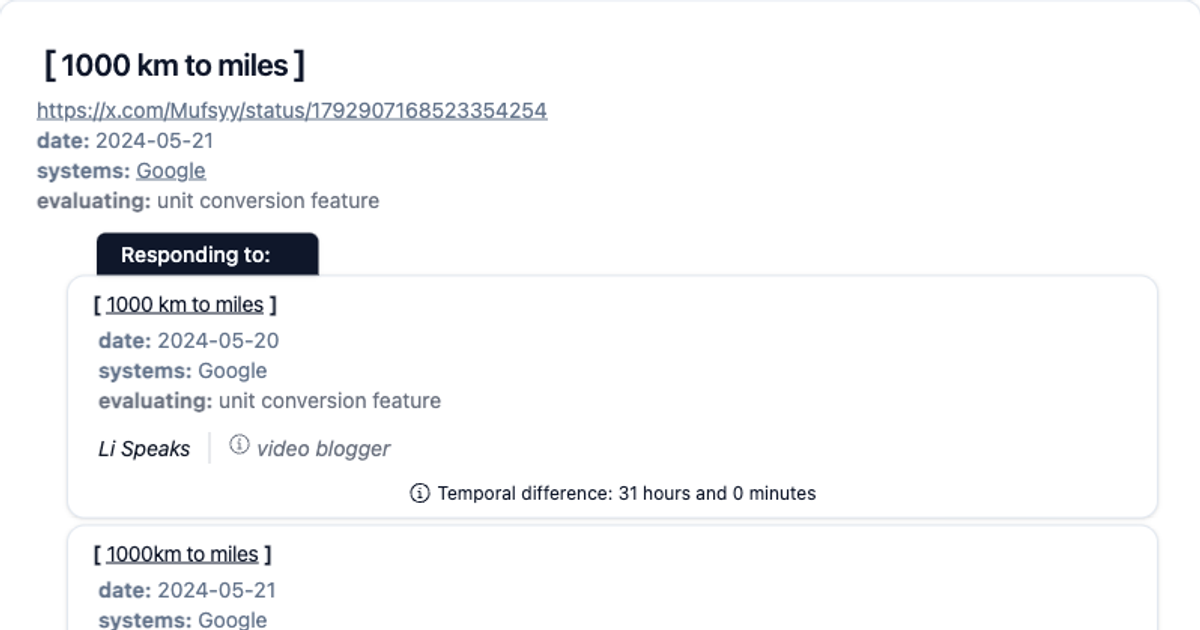 [ 1000 km to miles ]
https://x.com/Mufsyy/status/1792907168523354254
date: 2024-05-21
systems: Google
evaluating: unit conversion feature
Responding to:
[ 1000 km to miles ]
date: 2024-05-20
systems: Google
evaluating: unit conversion feature
Li Speaks | video blogger
Temporal difference: 31 hours and 0 minutes
[ 1000km to miles ]
date: 2024-05-21
systems: Google